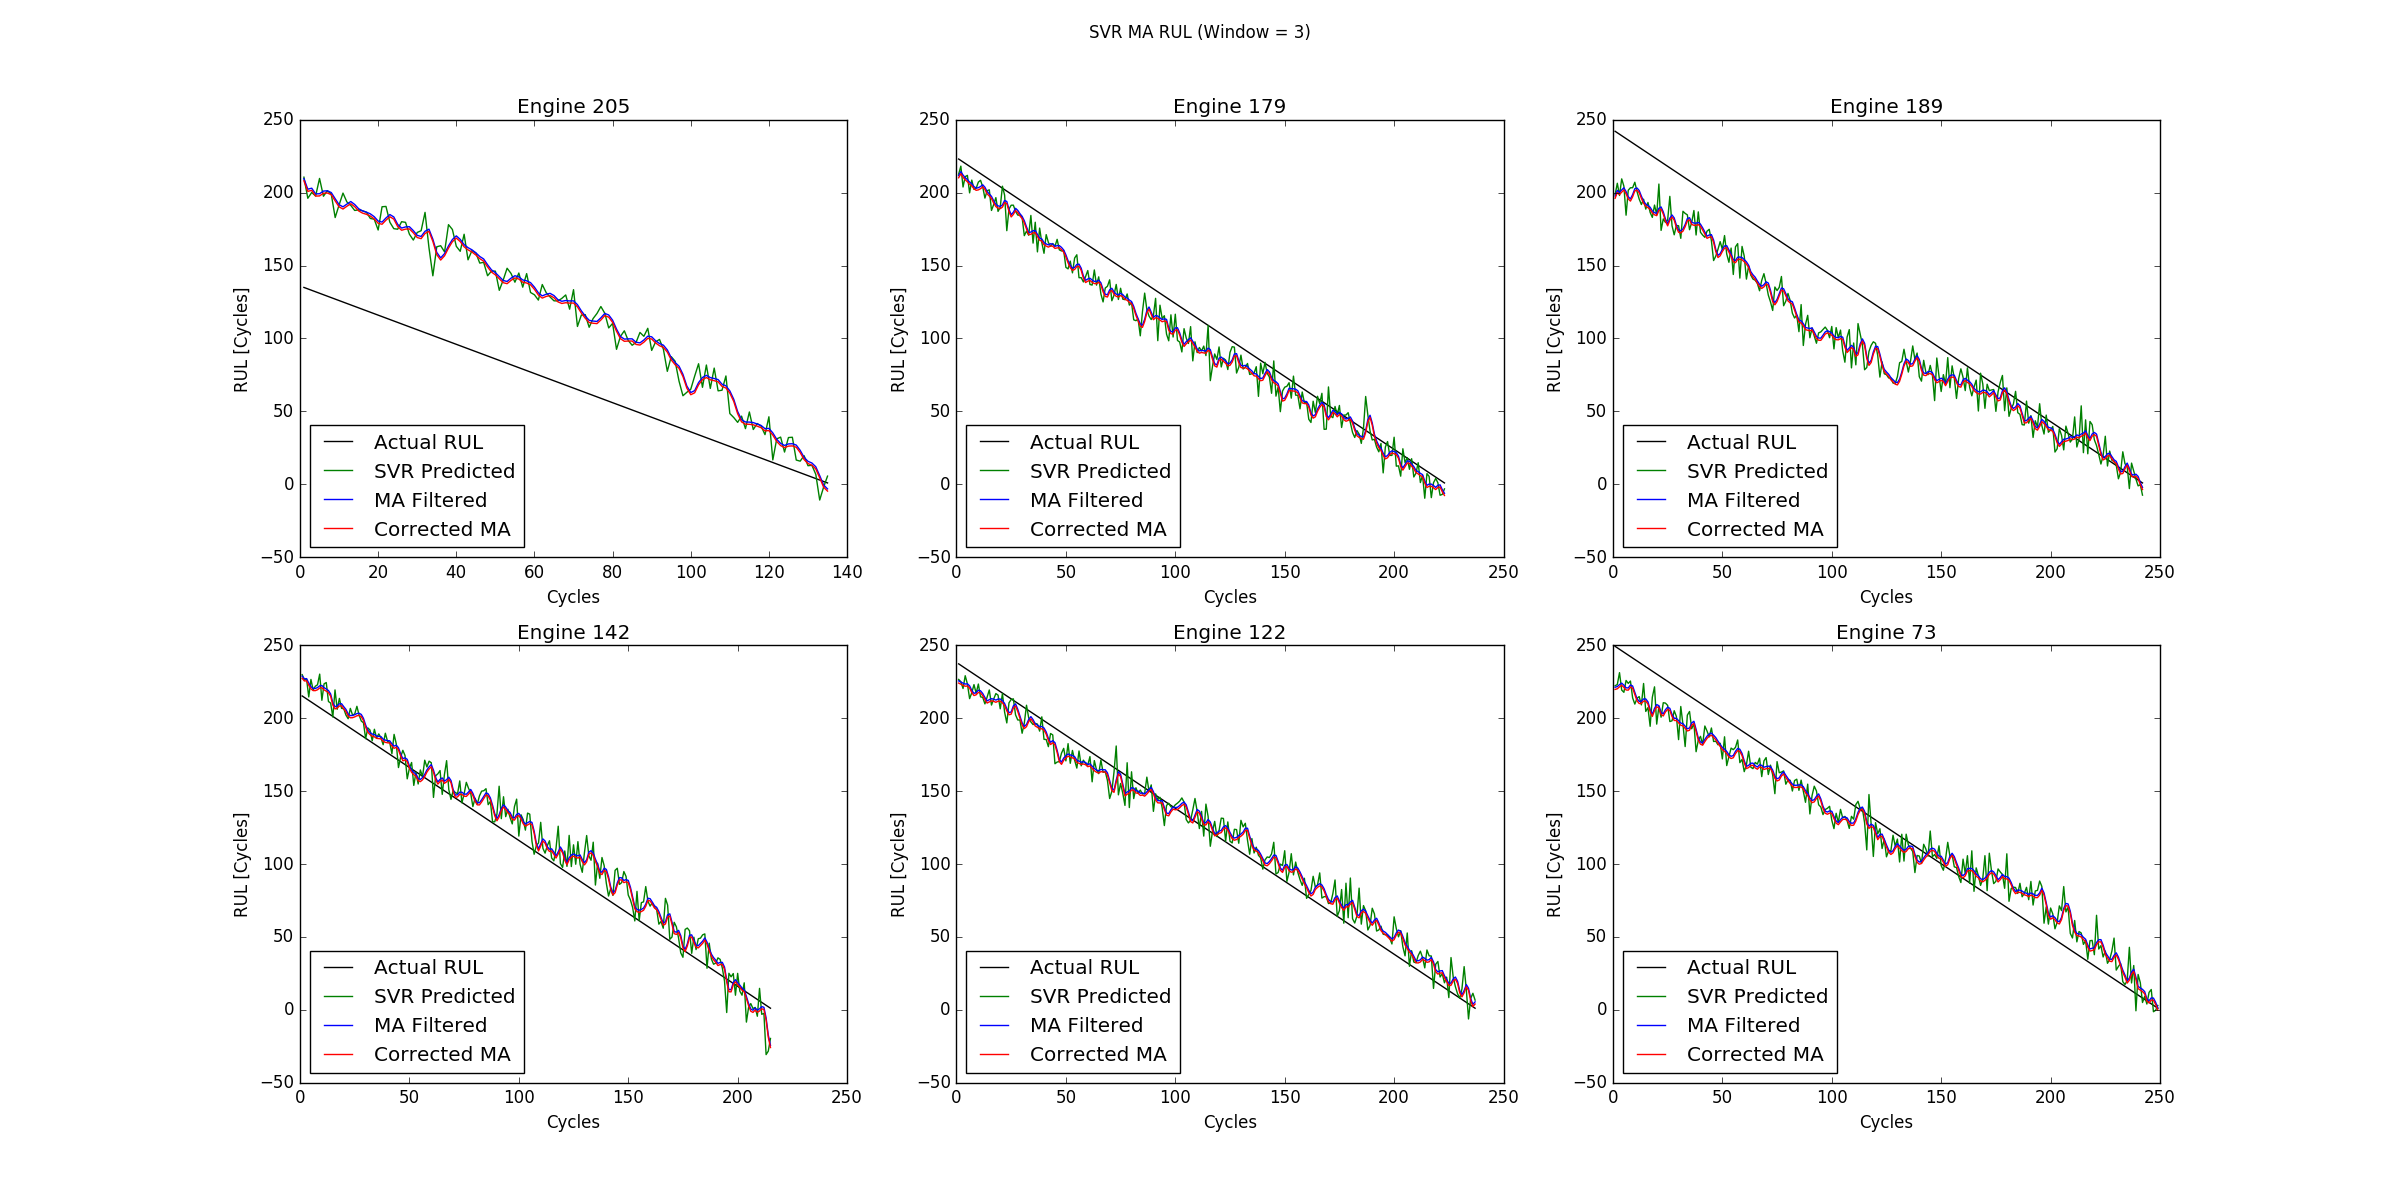 SVR MA RUL (Window = 3)
Engine 205
250
200
150
100
50
0
−50
RUL [Cycles]
Actual RUL
SVR Predicted
MA Filtered
Corrected MA
0 20 40 60 80 100 120 140
Cycles
Engine 179
250
200
150
100
50
0
−50
RUL [Cycles]
Actual RUL
SVR Predicted
MA Filtered
Corrected MA
0 50 100 150 200 250
Cycles
Engine 189
250
200
150
100
50
0
−50
RUL [Cycles]
Actual RUL
SVR Predicted
MA Filtered
Corrected MA
0 50 100 150 200 250
Cycles
Engine 142
250
200
150
100
50
0
−50
RUL [Cycles]
Actual RUL
SVR Predicted
MA Filtered
Corrected MA
0 50 100 150 200 250
Cycles
Engine 122
250
200
150
100
50
0
−50
RUL [Cycles]
Actual RUL
SVR Predicted
MA Filtered
Corrected MA
0 50 100 150 200 250
Cycles
Engine 73
250
200
150
100
50
0
−50
RUL [Cycles]
Actual RUL
SVR Predicted
MA Filtered
Corrected MA
0 50 100 150 200 250
Cycles